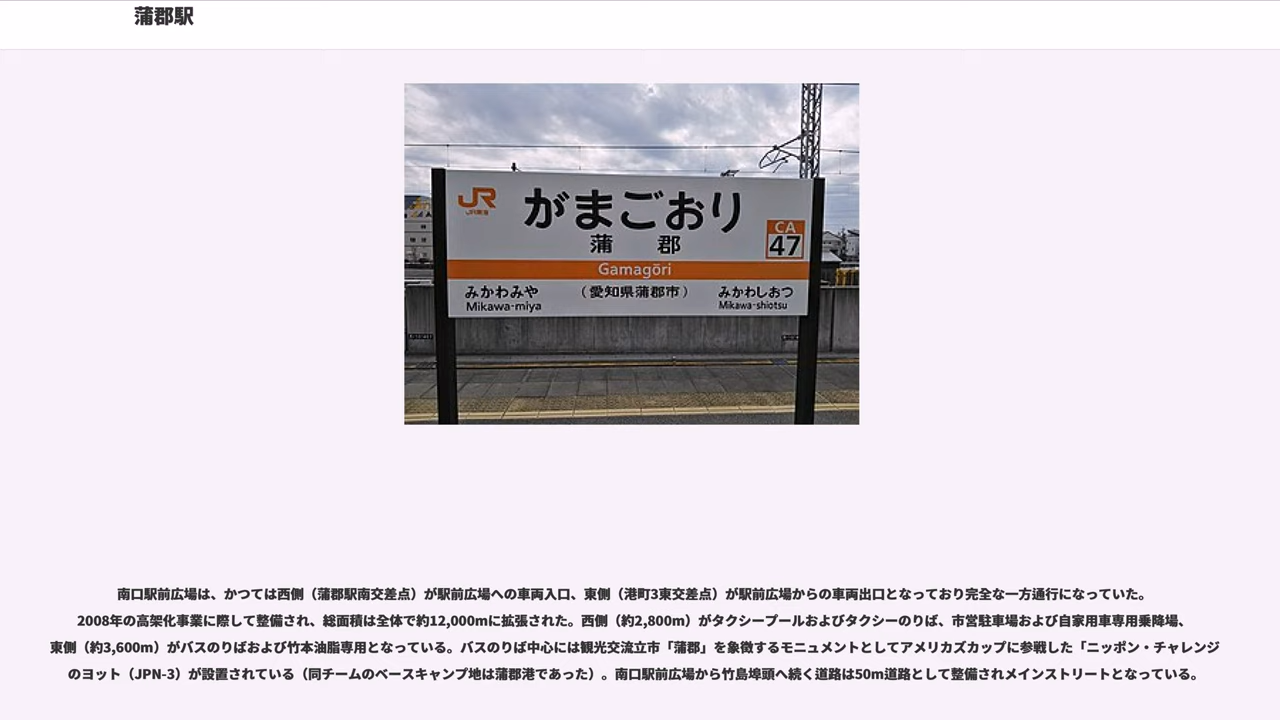 蒲郡駅
JR
JR東海
がまごおり
蒲 郡
CA
47
Gamagōri
みかわみや
(愛知県蒲郡市)
みかわしおつ
Mikawa-miya
Mikawa-shiotsu
南口駅前広場は、かつては西側（蒲郡駅南交差点）が駅前広場への車両入口、東側（港町3東交差点）が駅前広場からの車両出口となっており完全な一方通行になっていた。
2008年の高架化事業に際して整備され、総面積は全体で約12,000mに拡張された。西側（約2,800m）がタクシープールおよびタクシーのりば、市営駐車場および自家用車専用乗降場、
東側（約3,600m）がバスのりばおよび竹本油脂専用となっている。バスのりば中心には観光交流立市「蒲郡」を象徴するモニュメントとしてアメリカズカップに参戦した「ニッポン・チャレンジ
のヨット（JPN-3）が設置されている（同チームのベースキャンプ地は蒲郡港であった）。南口駅前広場から竹島埠頭へ続く道路は50m道路として整備されメインストリートとなっている。